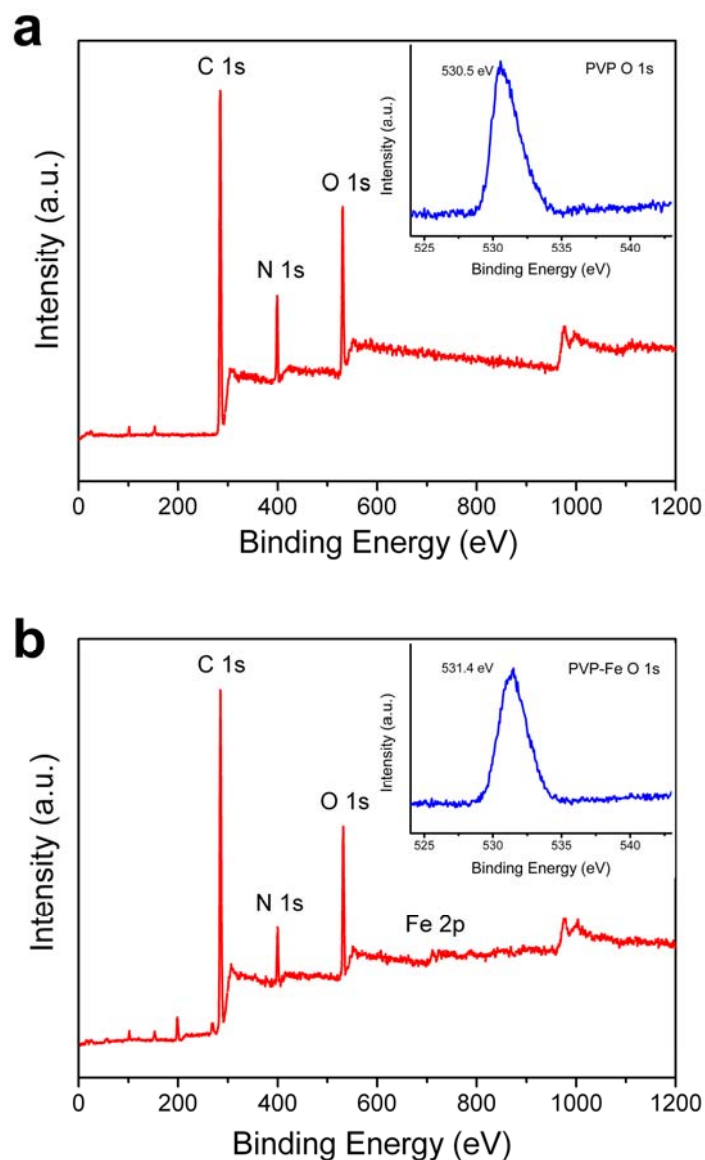 a
C 1s
O 1s
N 1s
Intensity (a.u.)
0 200 400 600 800 1000 1200
Binding Energy (eV)
530.5 eV
PVP O 1s
Intensity (a.u.)
525 530 535 540
Binding Energy (eV)
b
C 1s
O 1s
N 1s
Fe 2p
Intensity (a.u.)
0 200 400 600 800 1000 1200
Binding Energy (eV)
531.4 eV
PVP-Fe O 1s
Intensity (a.u.)
525 530 535 540
Binding Energy (eV)